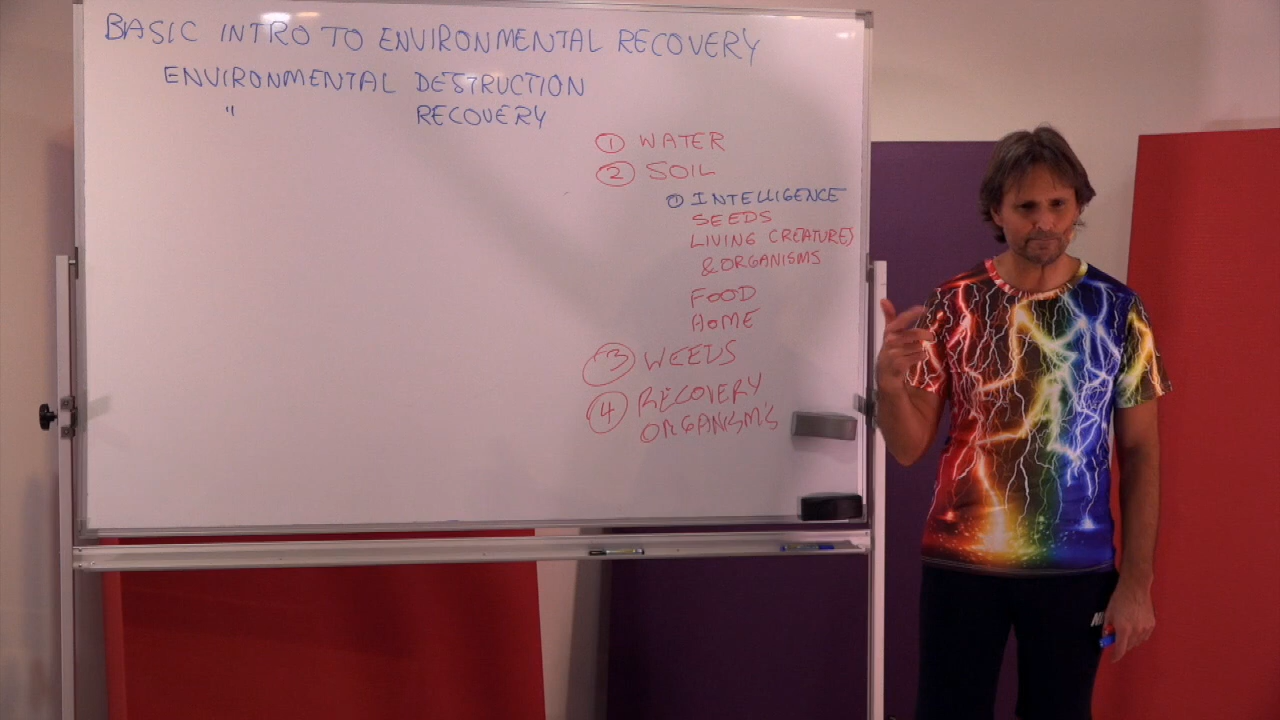 BASIC INTRO TO ENVIRONMENTAL RECOVERY
ENVIRONMENTAL DESTRUCTION
" RECOVERY
① WATER
② SOIL
① INTELLIGENCE
SEEDS
LIVING CREATURES
& ORGANISMS
FOOD
HOME
③ WEEDS
④ RECOVERY
ORGANISM'S